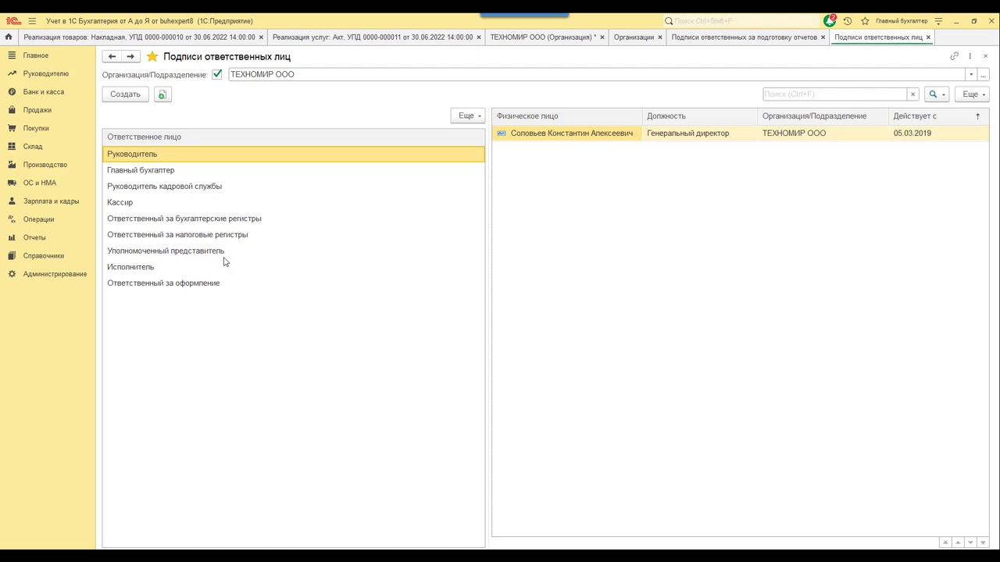 Учет в 1С Бухгалтерия от А до Я от buhexpert8 (1С:Предприятие)
Поиск Ctrl+Shift+F
2
Главный бухгалтер
Реализация товаров: Накладная, УПД 0000-000010 от 30.06.2022 14:00:00
Реализация услуг: Акт, УПД 0000-000011 от 30.06.2022 14:00:00
ТЕХНОМИР ООО (Организация) *
Организации
Подписи ответственных за подготовку отчетов
Подписи ответственных лиц
Главное
Руководителю
Банк и касса
Продажи
Покупки
Склад
Производство
ОС и НМА
Зарплата и кадры
Операции
Отчеты
Справочники
Администрирование
Подписи ответственных лиц
Организация/Подразделение:
ТЕХНОМИР ООО
...
Создать
Поиск (Ctrl+F)
Еще
Еще
Ответственное лицо
Руководитель
Главный бухгалтер
Руководитель кадровой службы
Кассир
Ответственный за бухгалтерские регистры
Ответственный за налоговые регистры
Уполномоченный представитель
Исполнитель
Ответственный за оформление
Физическое лицо Должность Организация/Подразделение Действует с
Соловьев Константин Алексеевич Генеральный директор ТЕХНОМИР ООО 05.03.2019